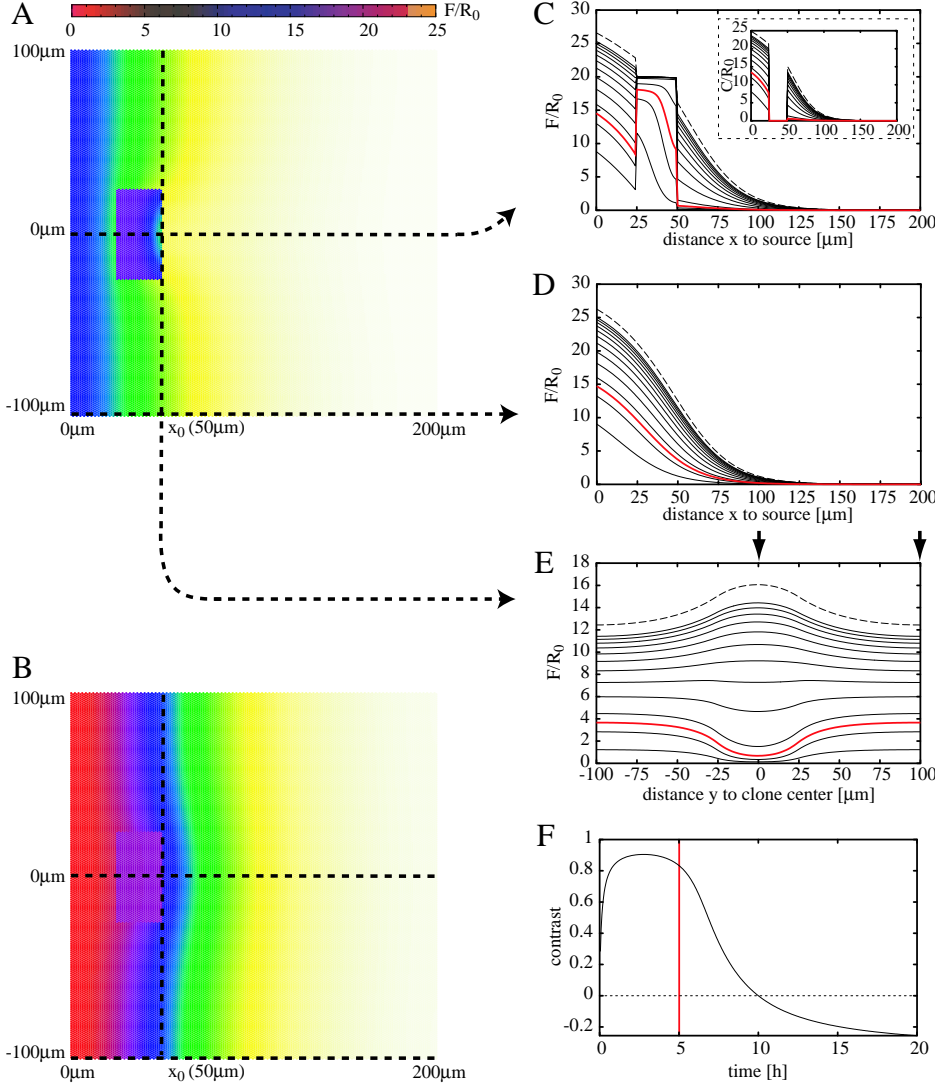 A
F/R₀
0 5 10 15 20 25
100μm
0μm
-100μm
0μm x₀ (50μm) 200μm
B
100μm
0μm
-100μm
0μm x₀ (50μm) 200μm
C
F/R₀
30
25
20
15
10
5
0
0 25 50 75 100 125 150 175 200
distance x to source [μm]
C/R₀
25
20
15
10
5
0
0 50 100 150 200
D
F/R₀
30
25
20
15
10
5
0
0 25 50 75 100 125 150 175 200
distance x to source [μm]
E
F/R₀
18
16
14
12
10
8
6
4
2
0
-100 -75 -50 -25 0 25 50 75 100
distance y to clone center [μm]
F
contrast
1
0.8
0.6
0.4
0.2
0
-0.2
0 5 10 15 20
time [h]